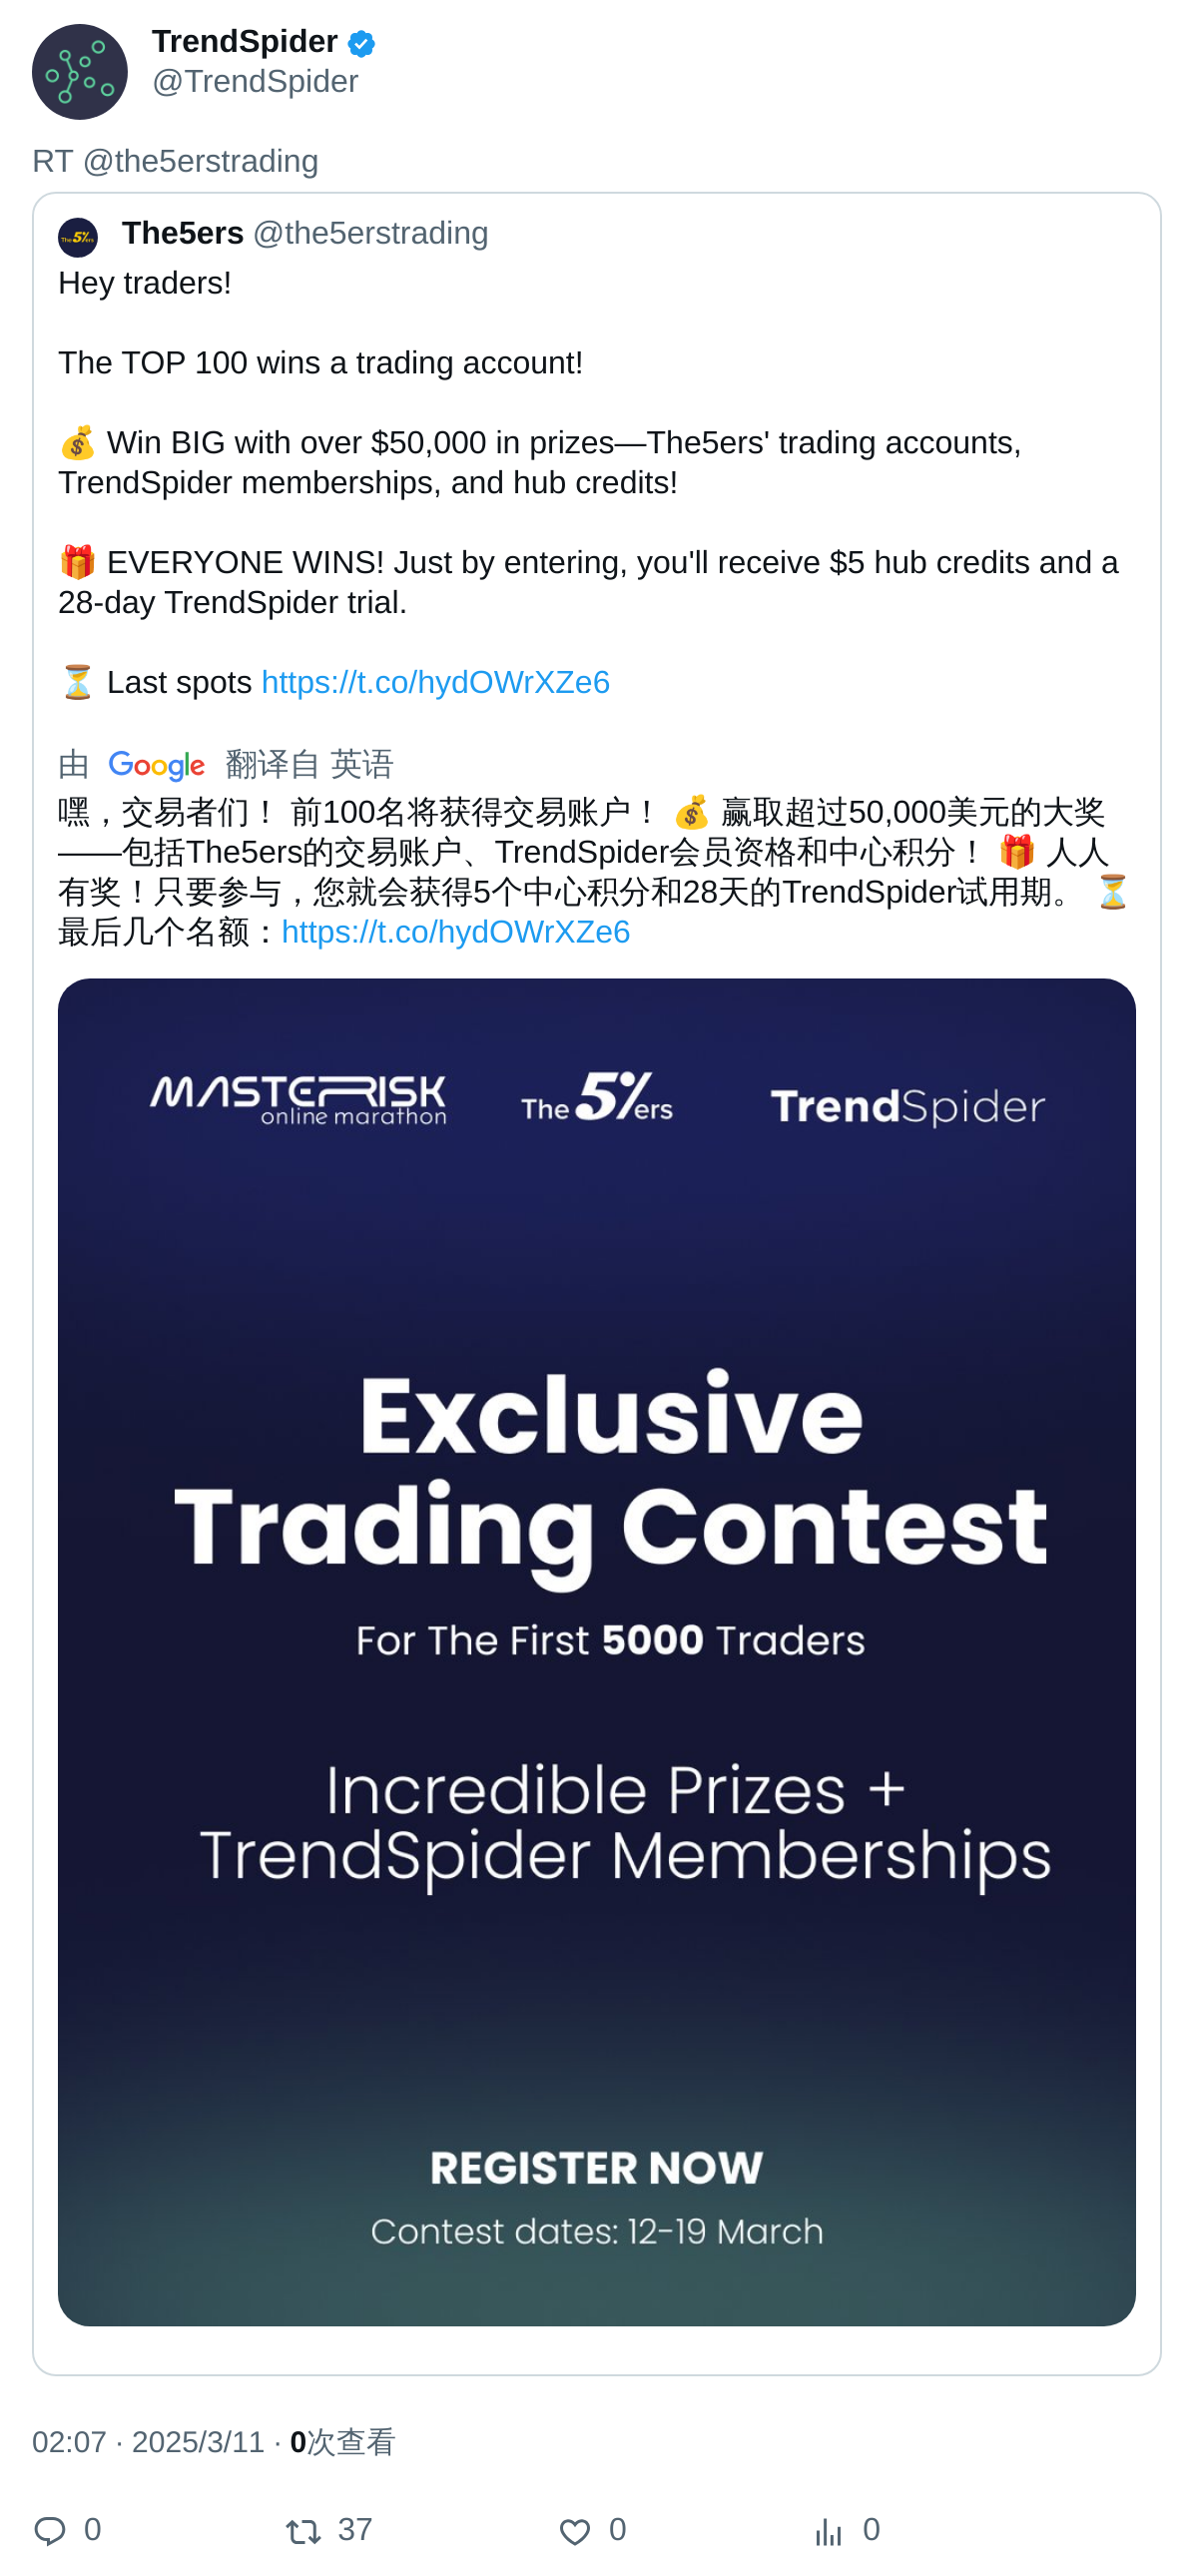 TrendSpider
@TrendSpider
RT @the5erstrading
The 5%ers
The5ers @the5erstrading
Hey traders!
The TOP 100 wins a trading account!
💰 Win BIG with over $50,000 in prizes—The5ers' trading accounts,
TrendSpider memberships, and hub credits!
🎁 EVERYONE WINS! Just by entering, you'll receive $5 hub credits and a
28-day TrendSpider trial.
⏳ Last spots https://t.co/hydOWrXZe6
由 Google 翻译自 英语
嘿，交易者们！ 前100名将获得交易账户！ 💰 赢取超过50,000美元的大奖
——包括The5ers的交易账户、TrendSpider会员资格和中心积分！ 🎁 人人
有奖！只要参与，您就会获得5个中心积分和28天的TrendSpider试用期。 ⏳
最后几个名额：https://t.co/hydOWrXZe6
MASTERRISK
online marathon
The 5%ers
TrendSpider
Exclusive
Trading Contest
For The First 5000 Traders
Incredible Prizes +
TrendSpider Memberships
REGISTER NOW
Contest dates: 12-19 March
02:07 · 2025/3/11 · 0次查看
0 37 0 0